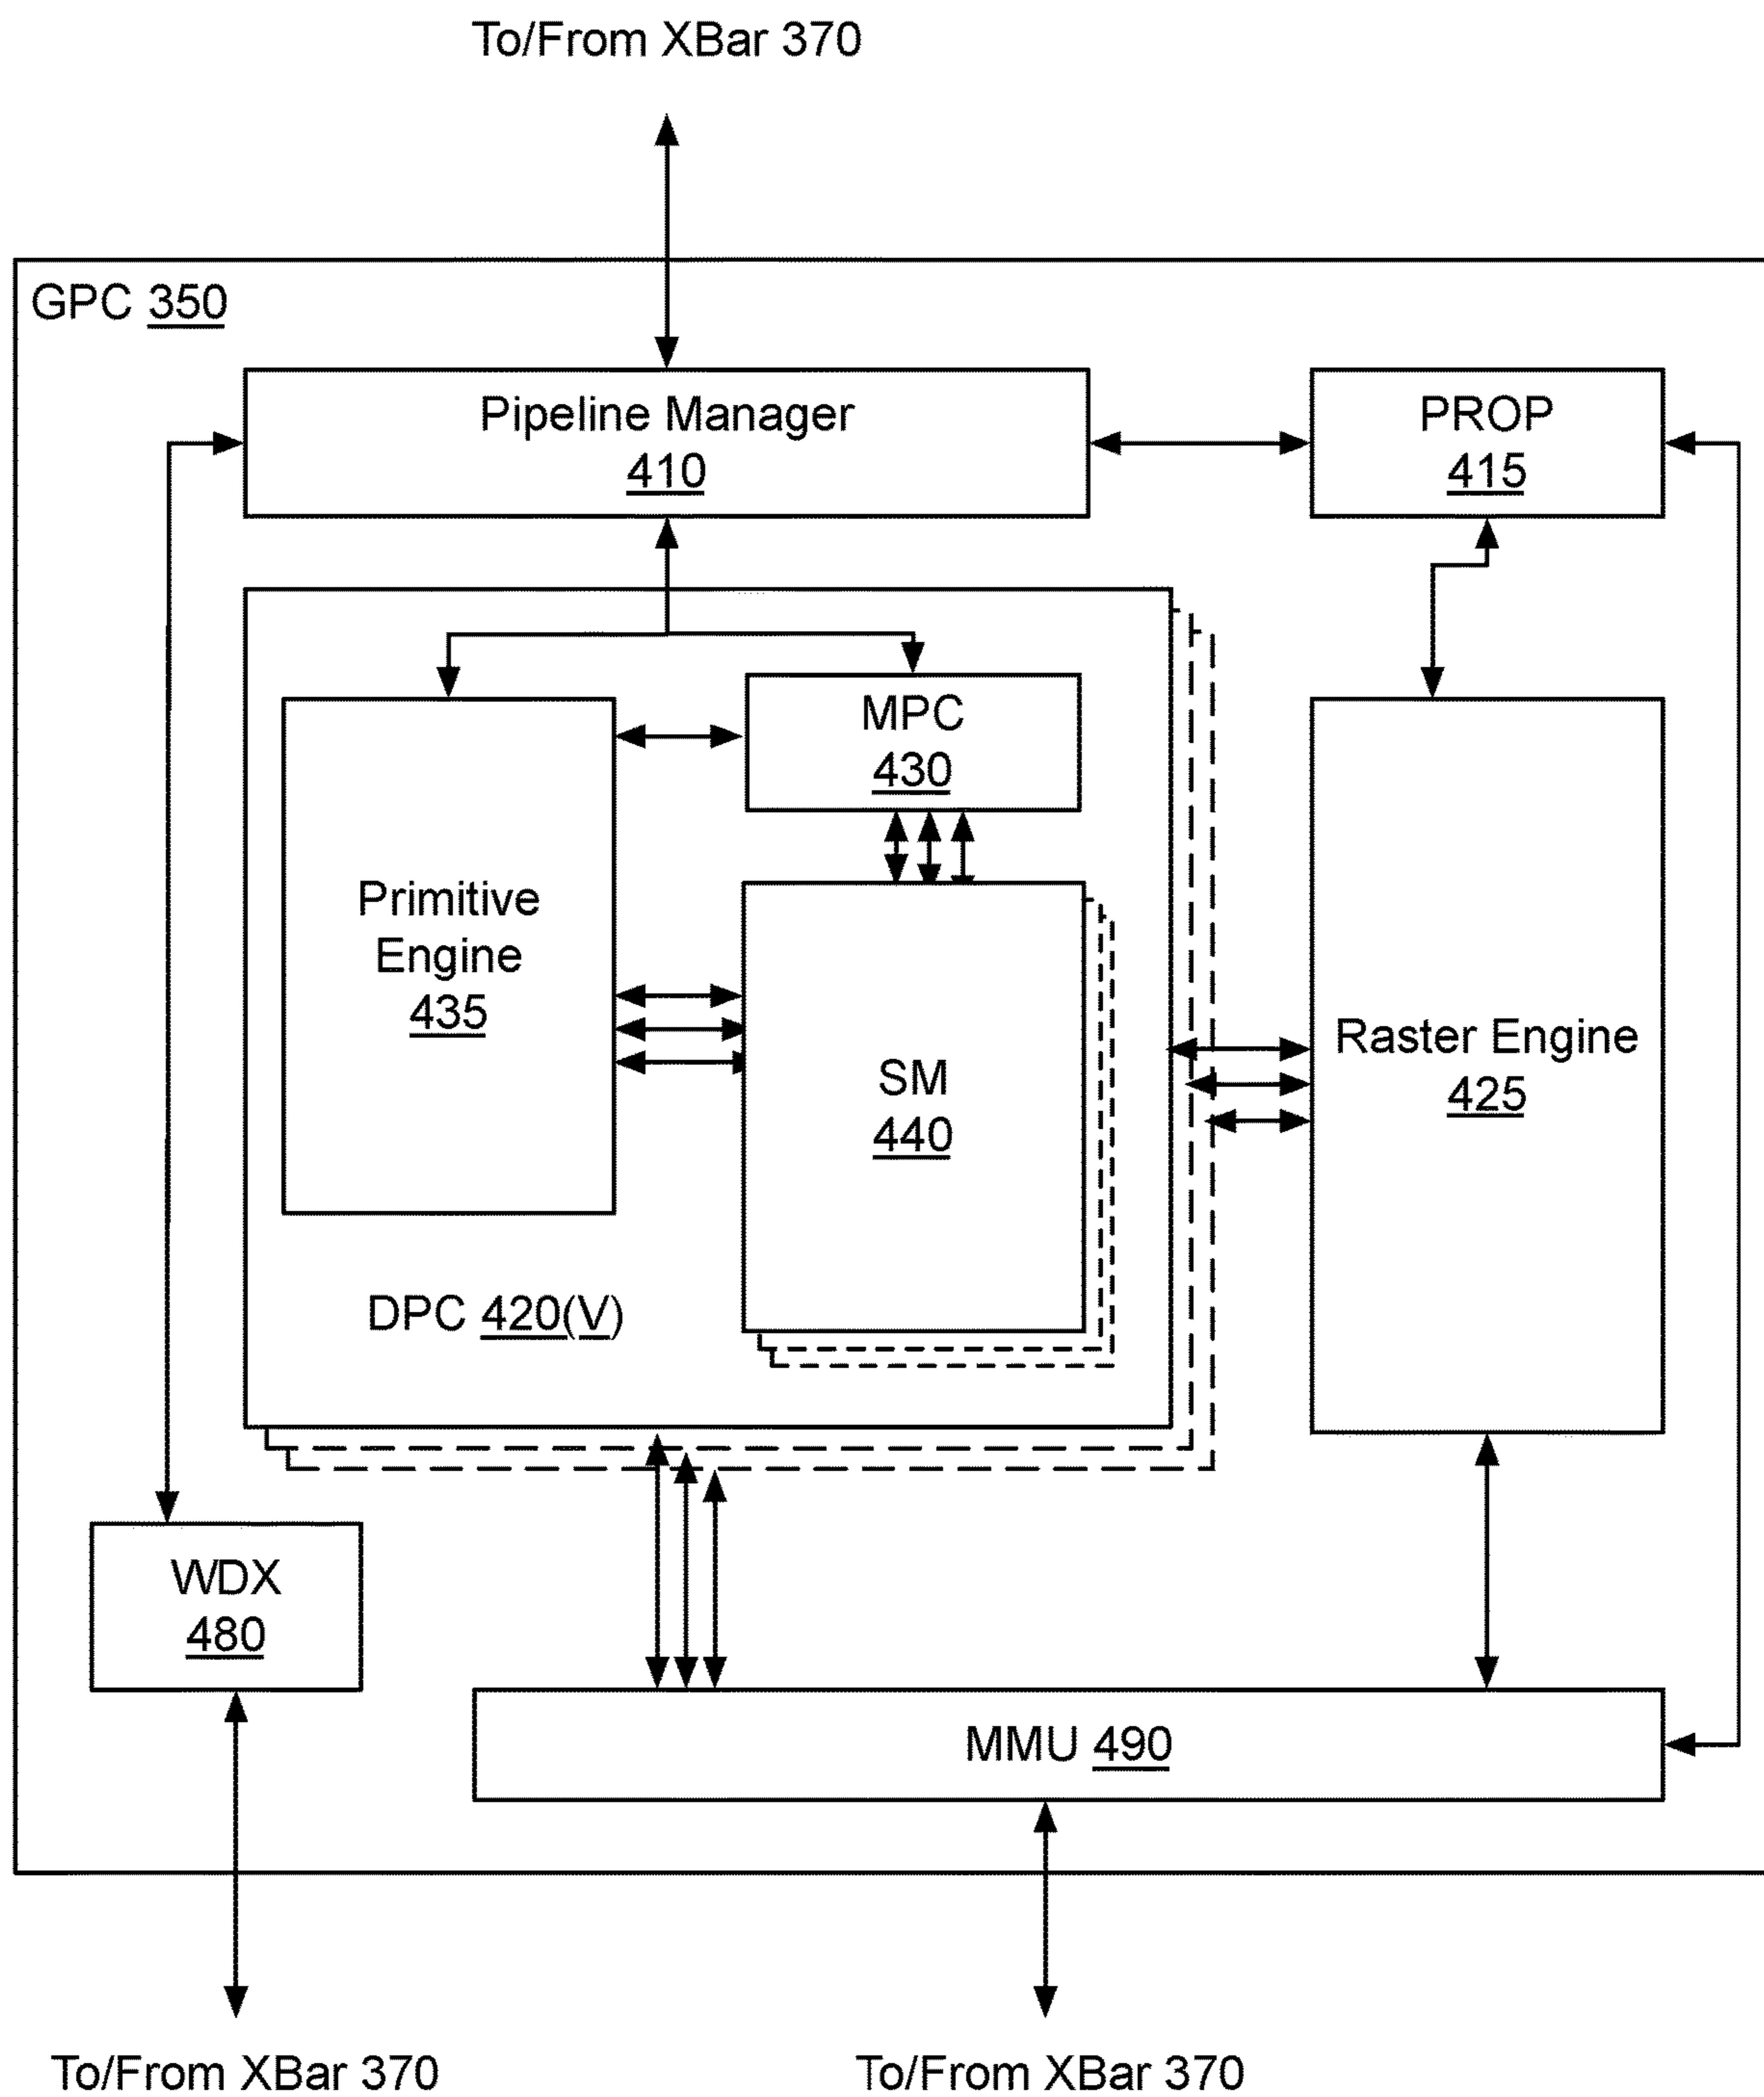 To/From XBar 370
GPC 350
Pipeline Manager
410
PROP
415
MPC
430
Primitive
Engine
435
SM
440
Raster Engine
425
DPC 420(V)
WDX
480
MMU 490
To/From XBar 370
To/From XBar 370